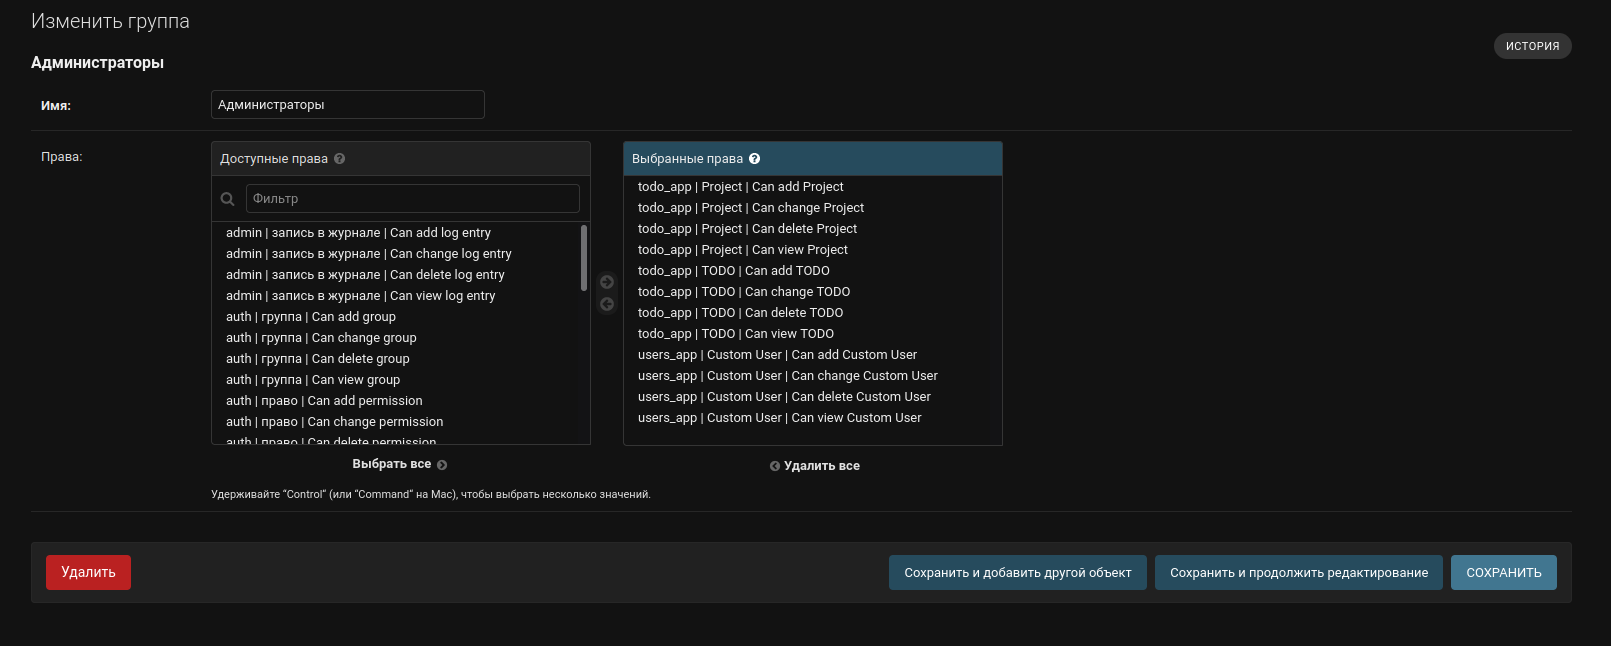 Изменить группа
ИСТОРИЯ
Администраторы
Имя:
Администраторы
Права:
Доступные права ?
Фильтр
admin | запись в журнале | Can add log entry
admin | запись в журнале | Can change log entry
admin | запись в журнале | Can delete log entry
admin | запись в журнале | Can view log entry
auth | группа | Can add group
auth | группа | Can change group
auth | группа | Can delete group
auth | группа | Can view group
auth | право | Can add permission
auth | право | Can change permission
auth | право | Can delete permission
Выбрать все
Выбранные права ?
todo_app | Project | Can add Project
todo_app | Project | Can change Project
todo_app | Project | Can delete Project
todo_app | Project | Can view Project
todo_app | TODO | Can add TODO
todo_app | TODO | Can change TODO
todo_app | TODO | Can delete TODO
todo_app | TODO | Can view TODO
users_app | Custom User | Can add Custom User
users_app | Custom User | Can change Custom User
users_app | Custom User | Can delete Custom User
users_app | Custom User | Can view Custom User
Удалить все
Удерживайте “Control“ (или “Command“ на Mac), чтобы выбрать несколько значений.
Удалить
Сохранить и добавить другой объект
Сохранить и продолжить редактирование
СОХРАНИТЬ